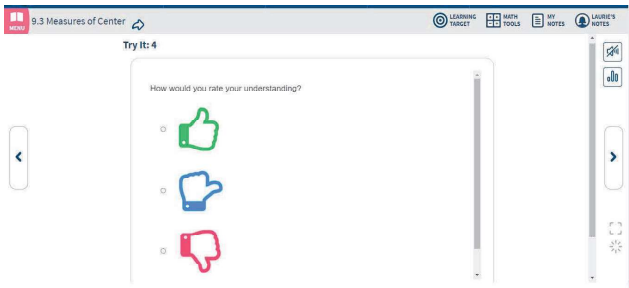 MENU
9.3 Measures of Center
LEARNING TARGET
MATH TOOLS
MY NOTES
LAURIE'S NOTES
Try It: 4
How would you rate your understanding?